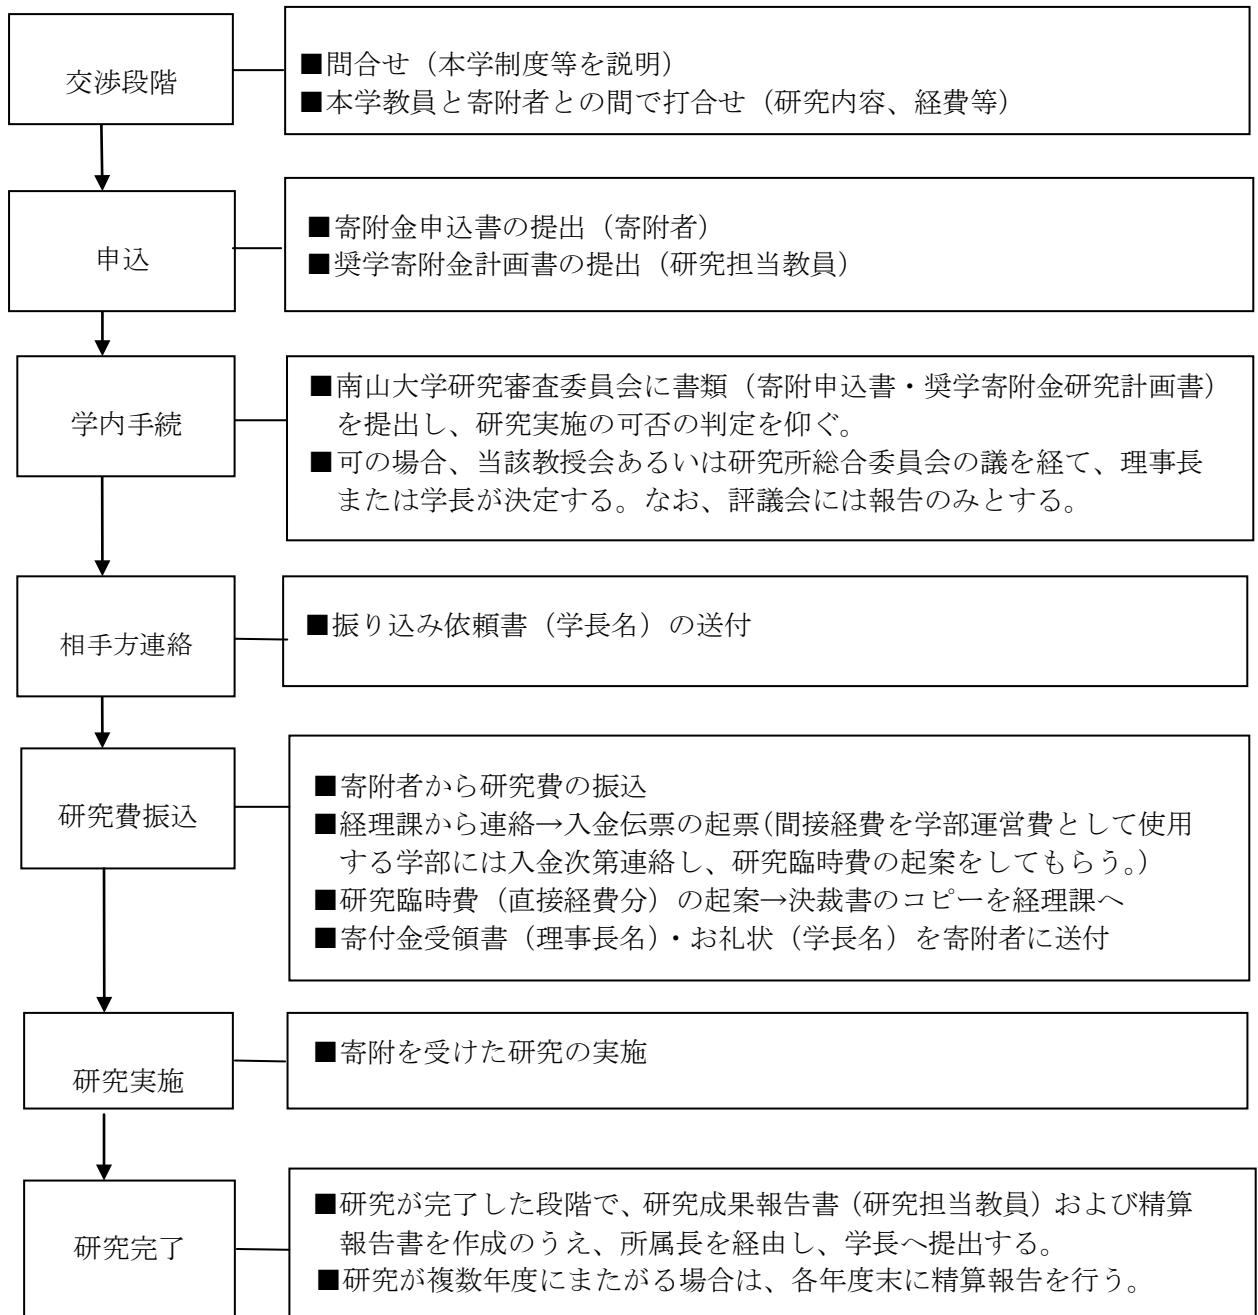 交渉段階
■問合せ（本学制度等を説明）
■本学教員と寄附者との間で打合せ（研究内容、経費等）
申込
■寄附金申込書の提出（寄附者）
■奨学寄附金計画書の提出（研究担当教員）
学内手続
■南山大学研究審査委員会に書類（寄附申込書・奨学寄附金研究計画書）
を提出し、研究実施の可否の判定を仰ぐ。
■可の場合、当該教授会あるいは研究所総合委員会の議を経て、理事長
または学長が決定する。なお、評議会には報告のみとする。
相手方連絡
■振り込み依頼書（学長名）の送付
研究費振込
■寄附者から研究費の振込
■経理課から連絡→入金伝票の起票（間接経費を学部運営費として使用
する学部には入金次第連絡し、研究臨時費の起案をしてもらう。）
■研究臨時費（直接経費分）の起案→決裁書のコピーを経理課へ
■寄付金受領書（理事長名）・お礼状（学長名）を寄附者に送付
研究実施
■寄附を受けた研究の実施
研究完了
■研究が完了した段階で、研究成果報告書（研究担当教員）および精算
報告書を作成のうえ、所属長を経由し、学長へ提出する。
■研究が複数年度にまたがる場合は、各年度末に精算報告を行う。